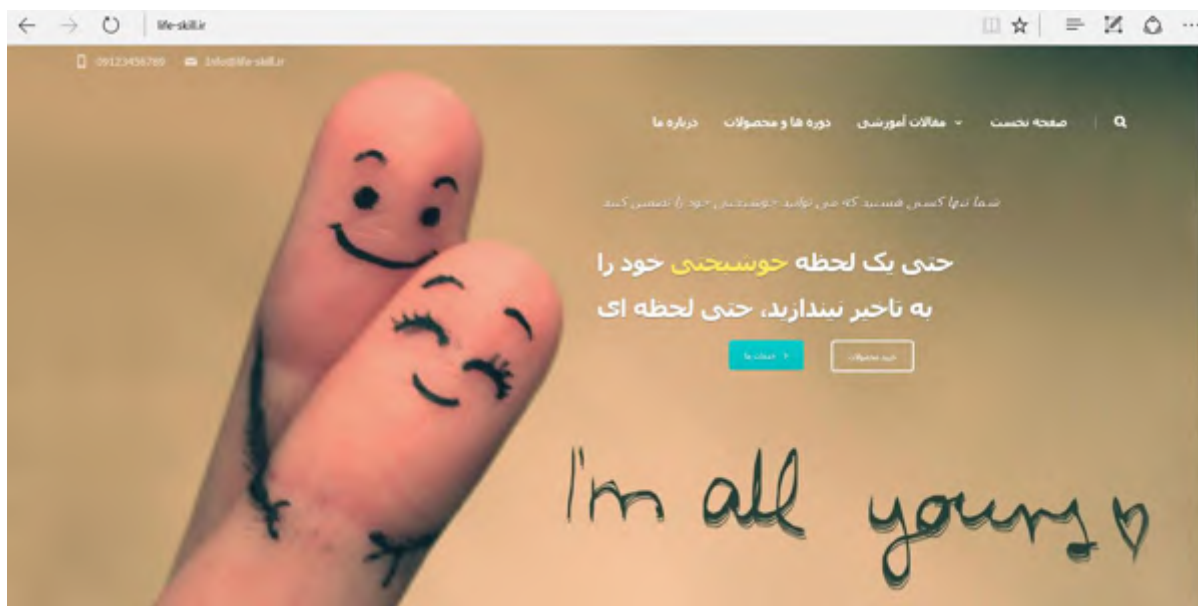 life-skill.ir
09123456789 Info@life-skill.ir
صفحه نخست مقالات آموزشی دوره ها و محصولات درباره ما
شما تنها کسی هستید که می توانید خوشبختی خود را تضمین کنید
حتی یک لحظه خوشبختی خود را
به تاخیر نیندازید، حتی لحظه ای
خرید محصولات خدمات ما
I'm all yours